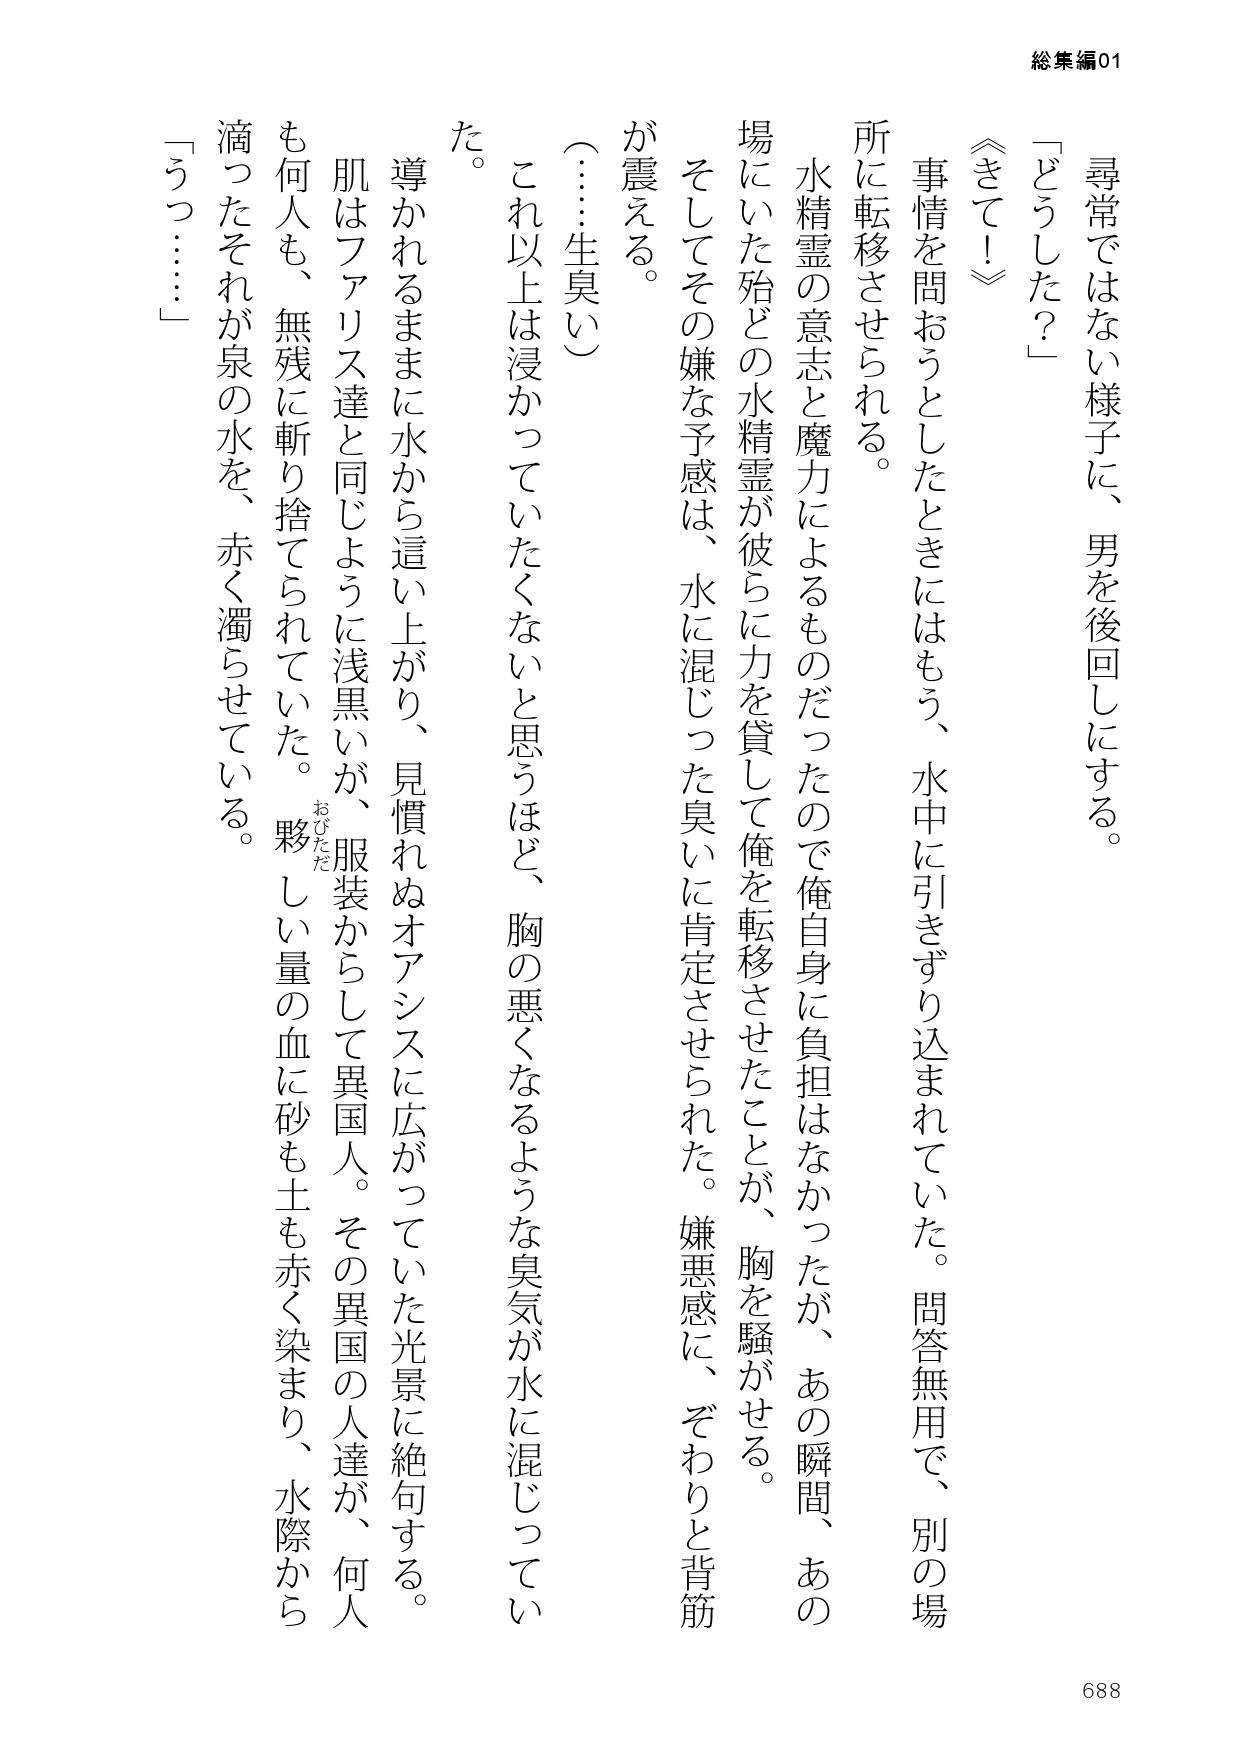 総集編01
　尋常ではない様子に、男を後回しにする。
「どうした？」
《きて！》
　事情を問おうとしたときにはもう、水中に引きずり込まれていた。問答無用で、別の場
所に転移させられる。
　水精霊の意志と魔力によるものだったので俺自身に負担はなかったが、あの瞬間、あの
場にいた殆どの水精霊が彼らに力を貸して俺を転移させたことが、胸を騒がせる。
　そしてその嫌な予感は、水に混じった臭いに肯定させられた。嫌悪感に、ぞわりと背筋
が震える。
（……生臭い）
　これ以上は浸かっていたくないと思うほど、胸の悪くなるような臭気が水に混じってい
た。
　導かれるままに水から這い上がり、見慣れぬオアシスに広がっていた光景に絶句する。
　肌はファリス達と同じように浅黒いが、服装からして異国人。その異国の人達が、何人
も何人も、無残に斬り捨てられていた。夥おびただしい量の血に砂も土も赤く染まり、水際から
滴ったそれが泉の水を、赤く濁らせている。
「うっ……」
688